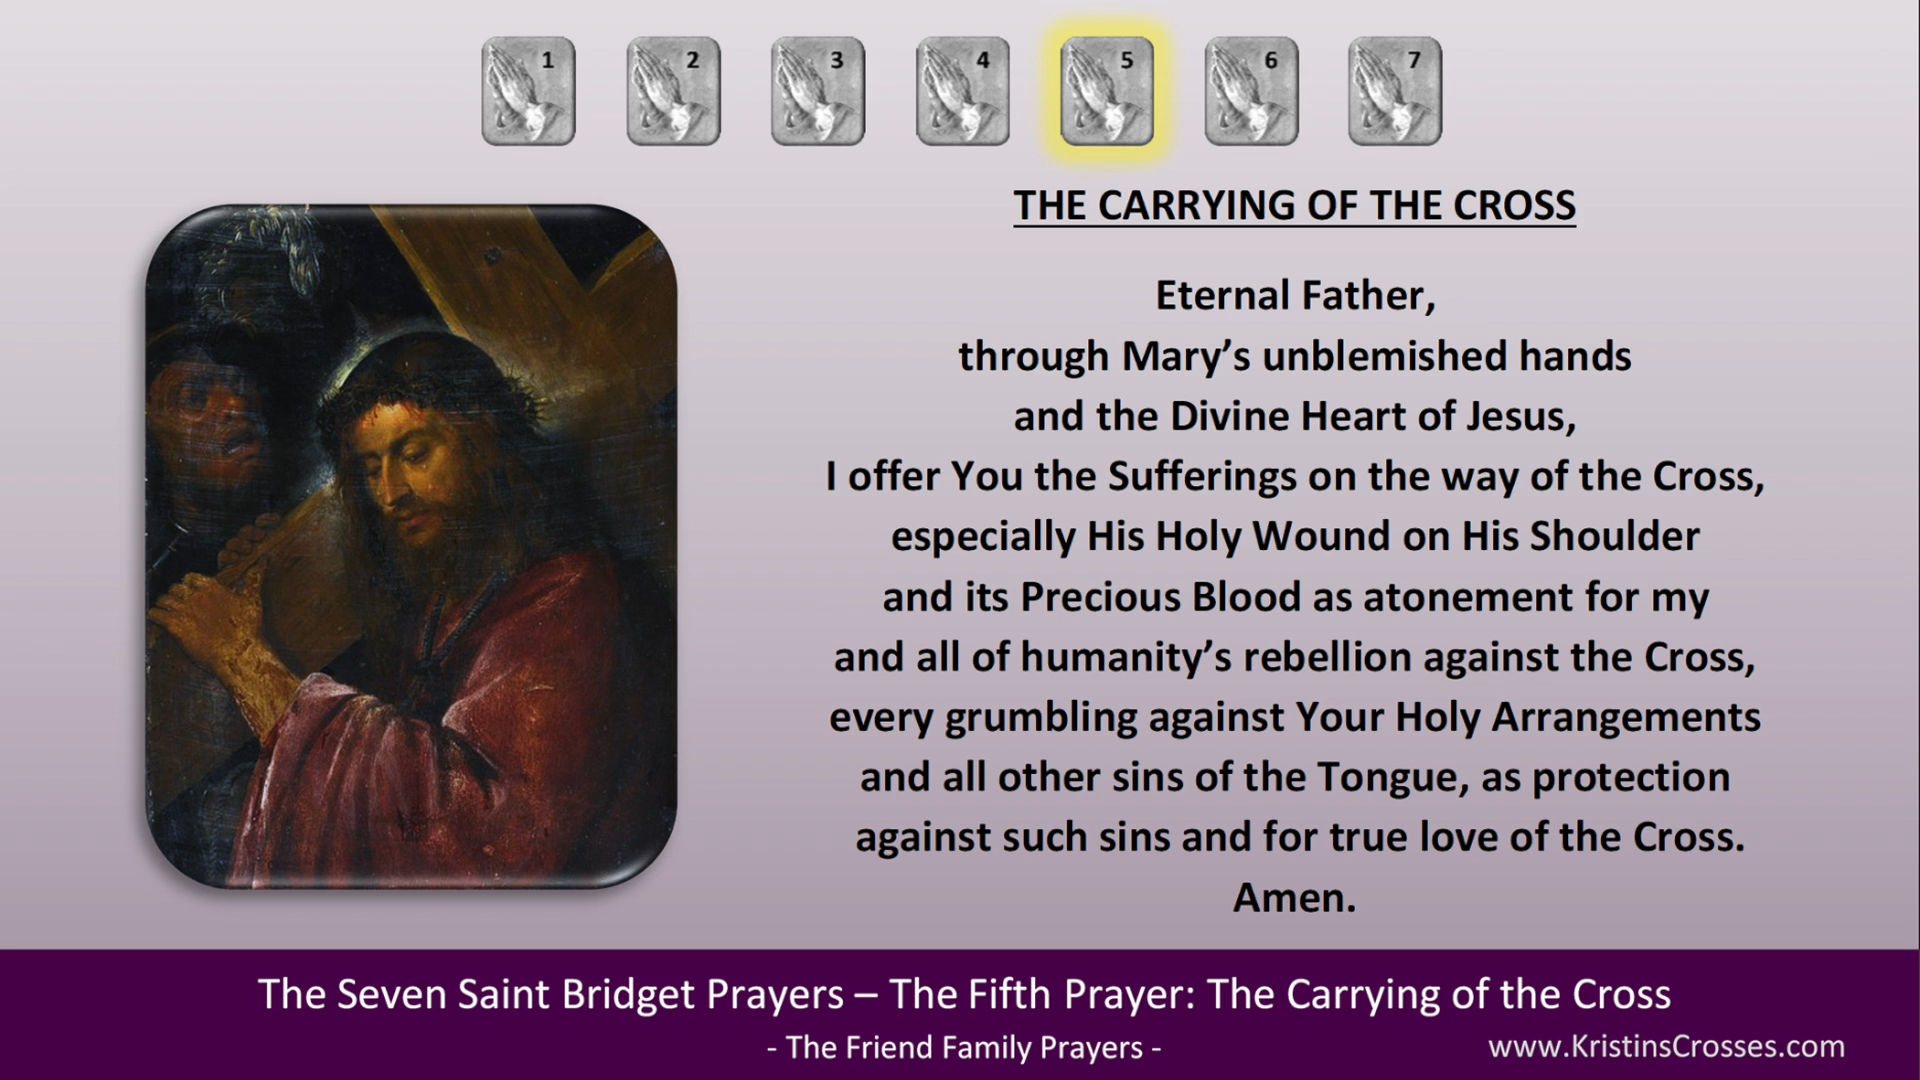 1 2 3 4 5 6 7
THE CARRYING OF THE CROSS
Eternal Father,
through Mary’s unblemished hands
and the Divine Heart of Jesus,
I offer You the Sufferings on the way of the Cross,
especially His Holy Wound on His Shoulder
and its Precious Blood as atonement for my
and all of humanity’s rebellion against the Cross,
every grumbling against Your Holy Arrangements
and all other sins of the Tongue, as protection
against such sins and for true love of the Cross.
Amen.
The Seven Saint Bridget Prayers – The Fifth Prayer: The Carrying of the Cross
- The Friend Family Prayers -
www.KristinsCrosses.com